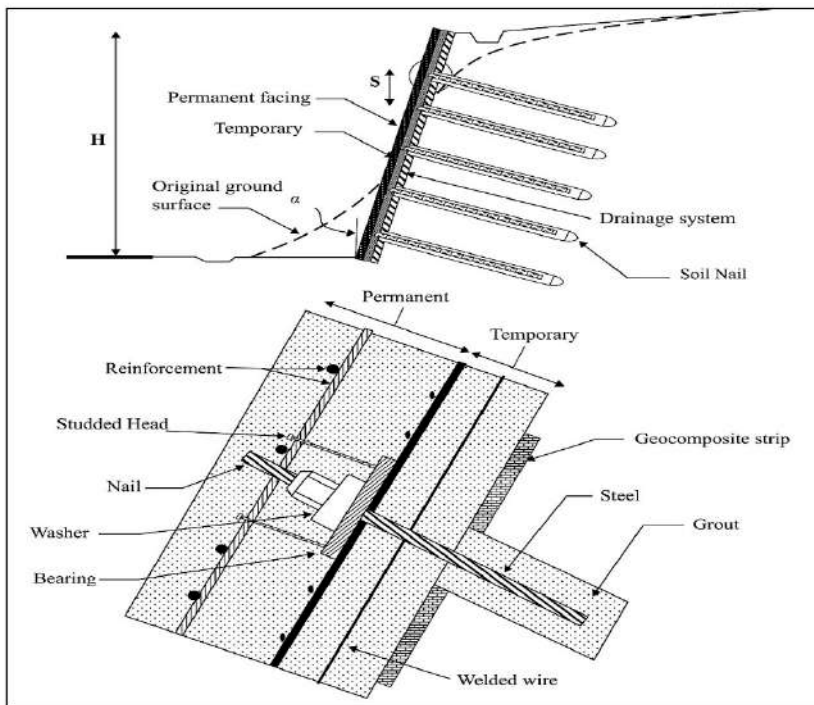 S
Permanent facing
H
Temporary
Original ground
surface
α
Drainage system
Soil Nail
Permanent
Temporary
Reinforcement
Studded Head
Geocomposite strip
Nail
Steel
Washer
Grout
Bearing
Welded wire